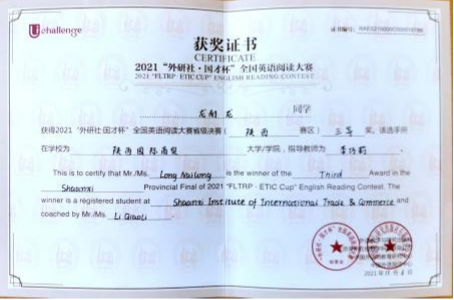 Uchallenge
获奖证书
CERTIFICATE
2021 “外研社·国才杯”全国英语阅读大赛
2021 "FLTRP·ETIC CUP" ENGLISH READING CONTEST
同学
获得2021 “外研社·国才杯”全国英语阅读大赛省级决赛( 陕西 赛区) 三等 奖,该选手所
在学校为 陕西国际商贸 大学/学院,指导教师为 李巧莉
This is to certify that Mr./Ms. Long Nailong is the winner of the Third Award in the
Shaanxi Provincial Final of 2021 "FLTRP · ETIC Cup" English Reading Contest. The
winner is a registered student at Shaanxi Institute of International Trade & Commerce and
coached by Mr./Ms. Li Qiaoli